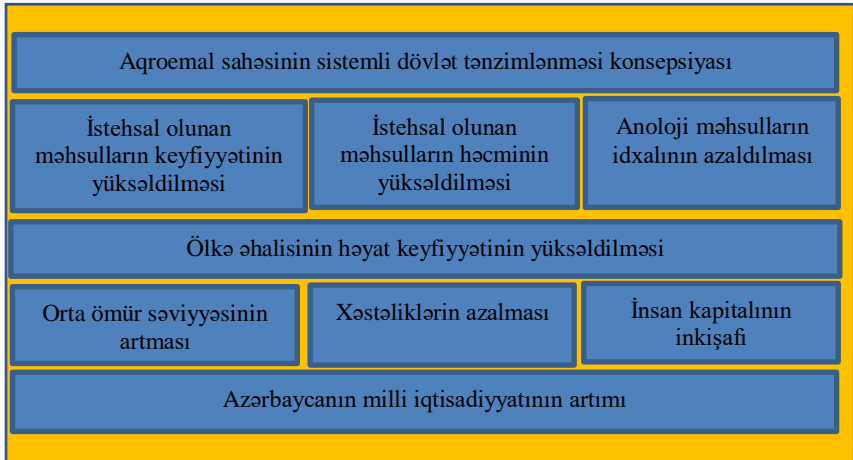 Aqroemal sahəsinin sistemli dövlət tənzimlənməsi konsepsiyası
İstehsal olunan
məhsulların keyfiyyətinin
yüksəldilməsi
İstehsal olunan
məhsulların həcminin
yüksəldilməsi
Anoloji məhsulların
idxalının azaldılması
Ölkə əhalisinin həyat keyfiyyətinin yüksəldilməsi
Orta ömür səviyyəsinin
artması
Xəstəliklərin azalması
İnsan kapitalının
inkişafı
Azərbaycanın milli iqtisadiyyatının artımı